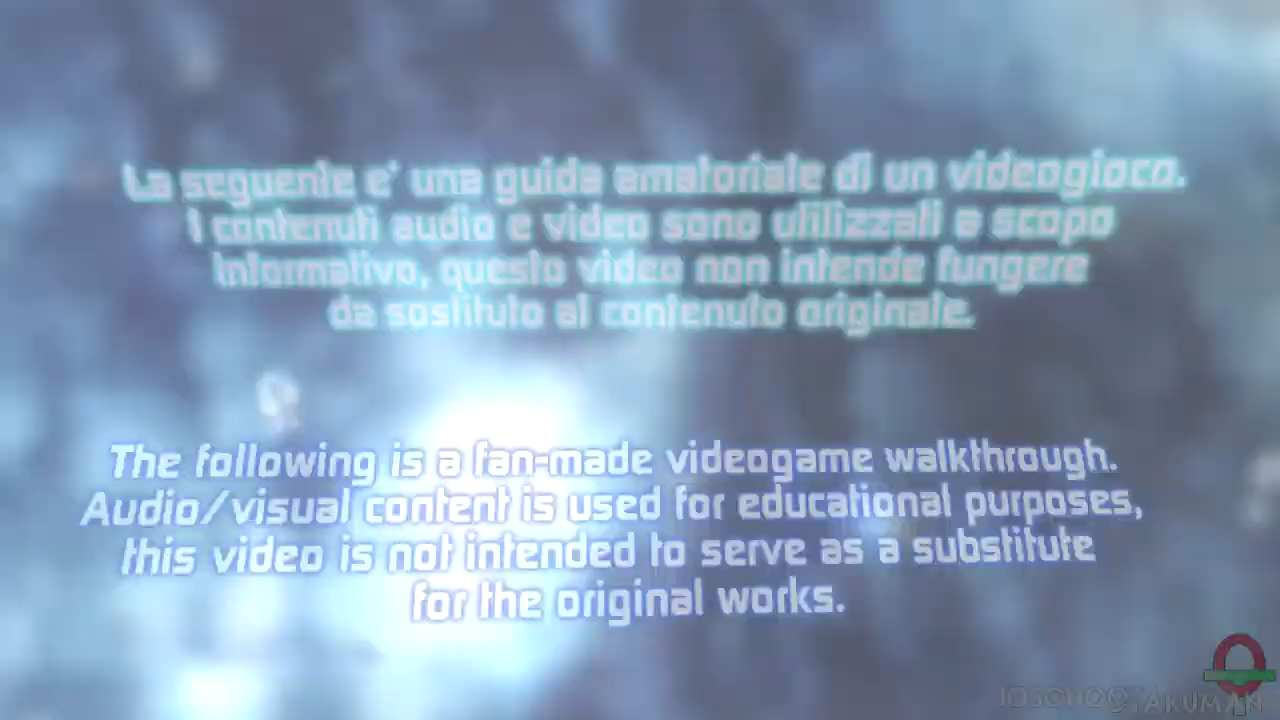 La seguente e' una guida amatoriale di un videogioco.
I contenuti audio e video sono utilizzati a scopo
informativo, questo video non intende fungere
da sostituto al contenuto originale.
The following is a fan-made videogame walkthrough.
Audio/visual content is used for educational purposes,
this video is not intended to serve as a substitute
for the original works.